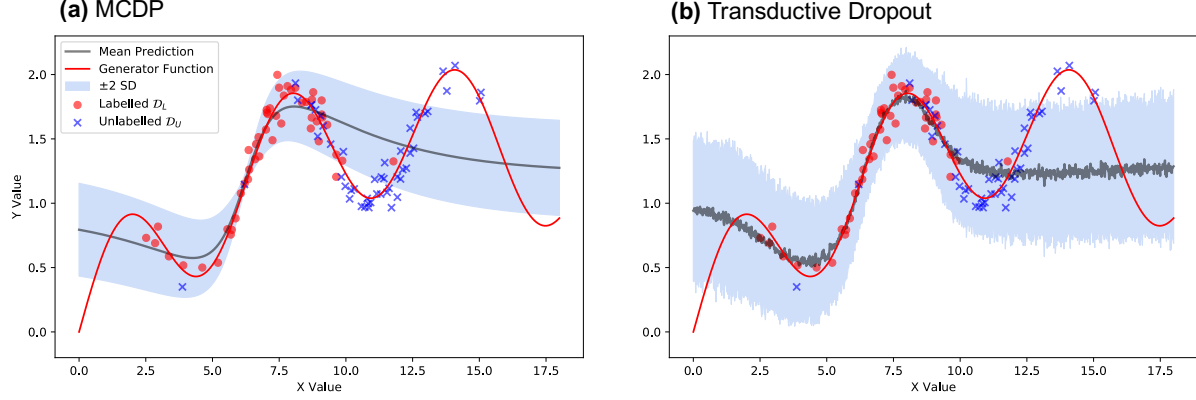 (a) MCDP
Mean Prediction
Generator Function
±2 SD
Labelled 𝒟L
Unlabelled 𝒟U
2.0
1.5
1.0
0.5
0.0
Y Value
0.0 2.5 5.0 7.5 10.0 12.5 15.0 17.5
X Value
(b) Transductive Dropout
2.0
1.5
1.0
0.5
0.0
0.0 2.5 5.0 7.5 10.0 12.5 15.0 17.5
X Value